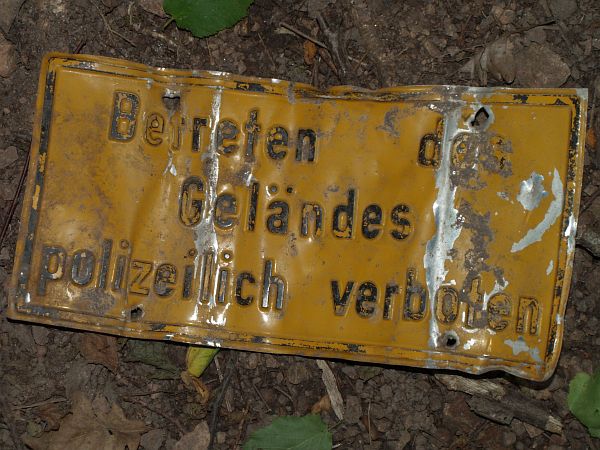 Betreten des
Geländes
polizeilich verboten